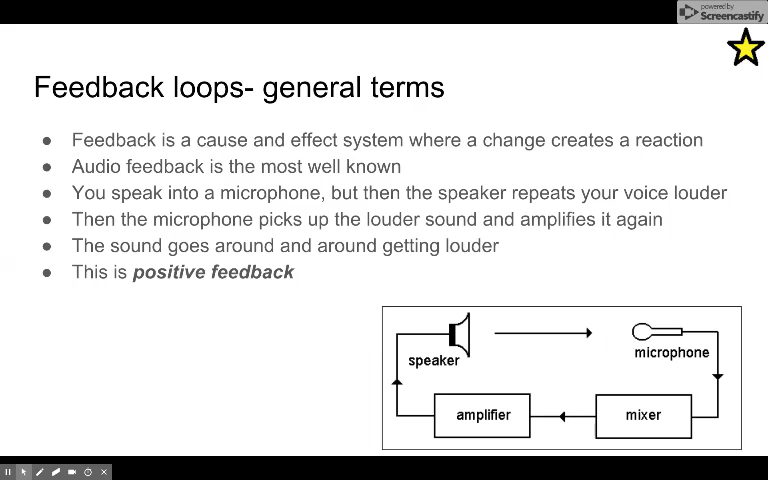 powered by
Screencastify
Feedback loops- general terms
● Feedback is a cause and effect system where a change creates a reaction
● Audio feedback is the most well known
● You speak into a microphone, but then the speaker repeats your voice louder
● Then the microphone picks up the louder sound and amplifies it again
● The sound goes around and around getting louder
● This is positive feedback
speaker
microphone
amplifier
mixer